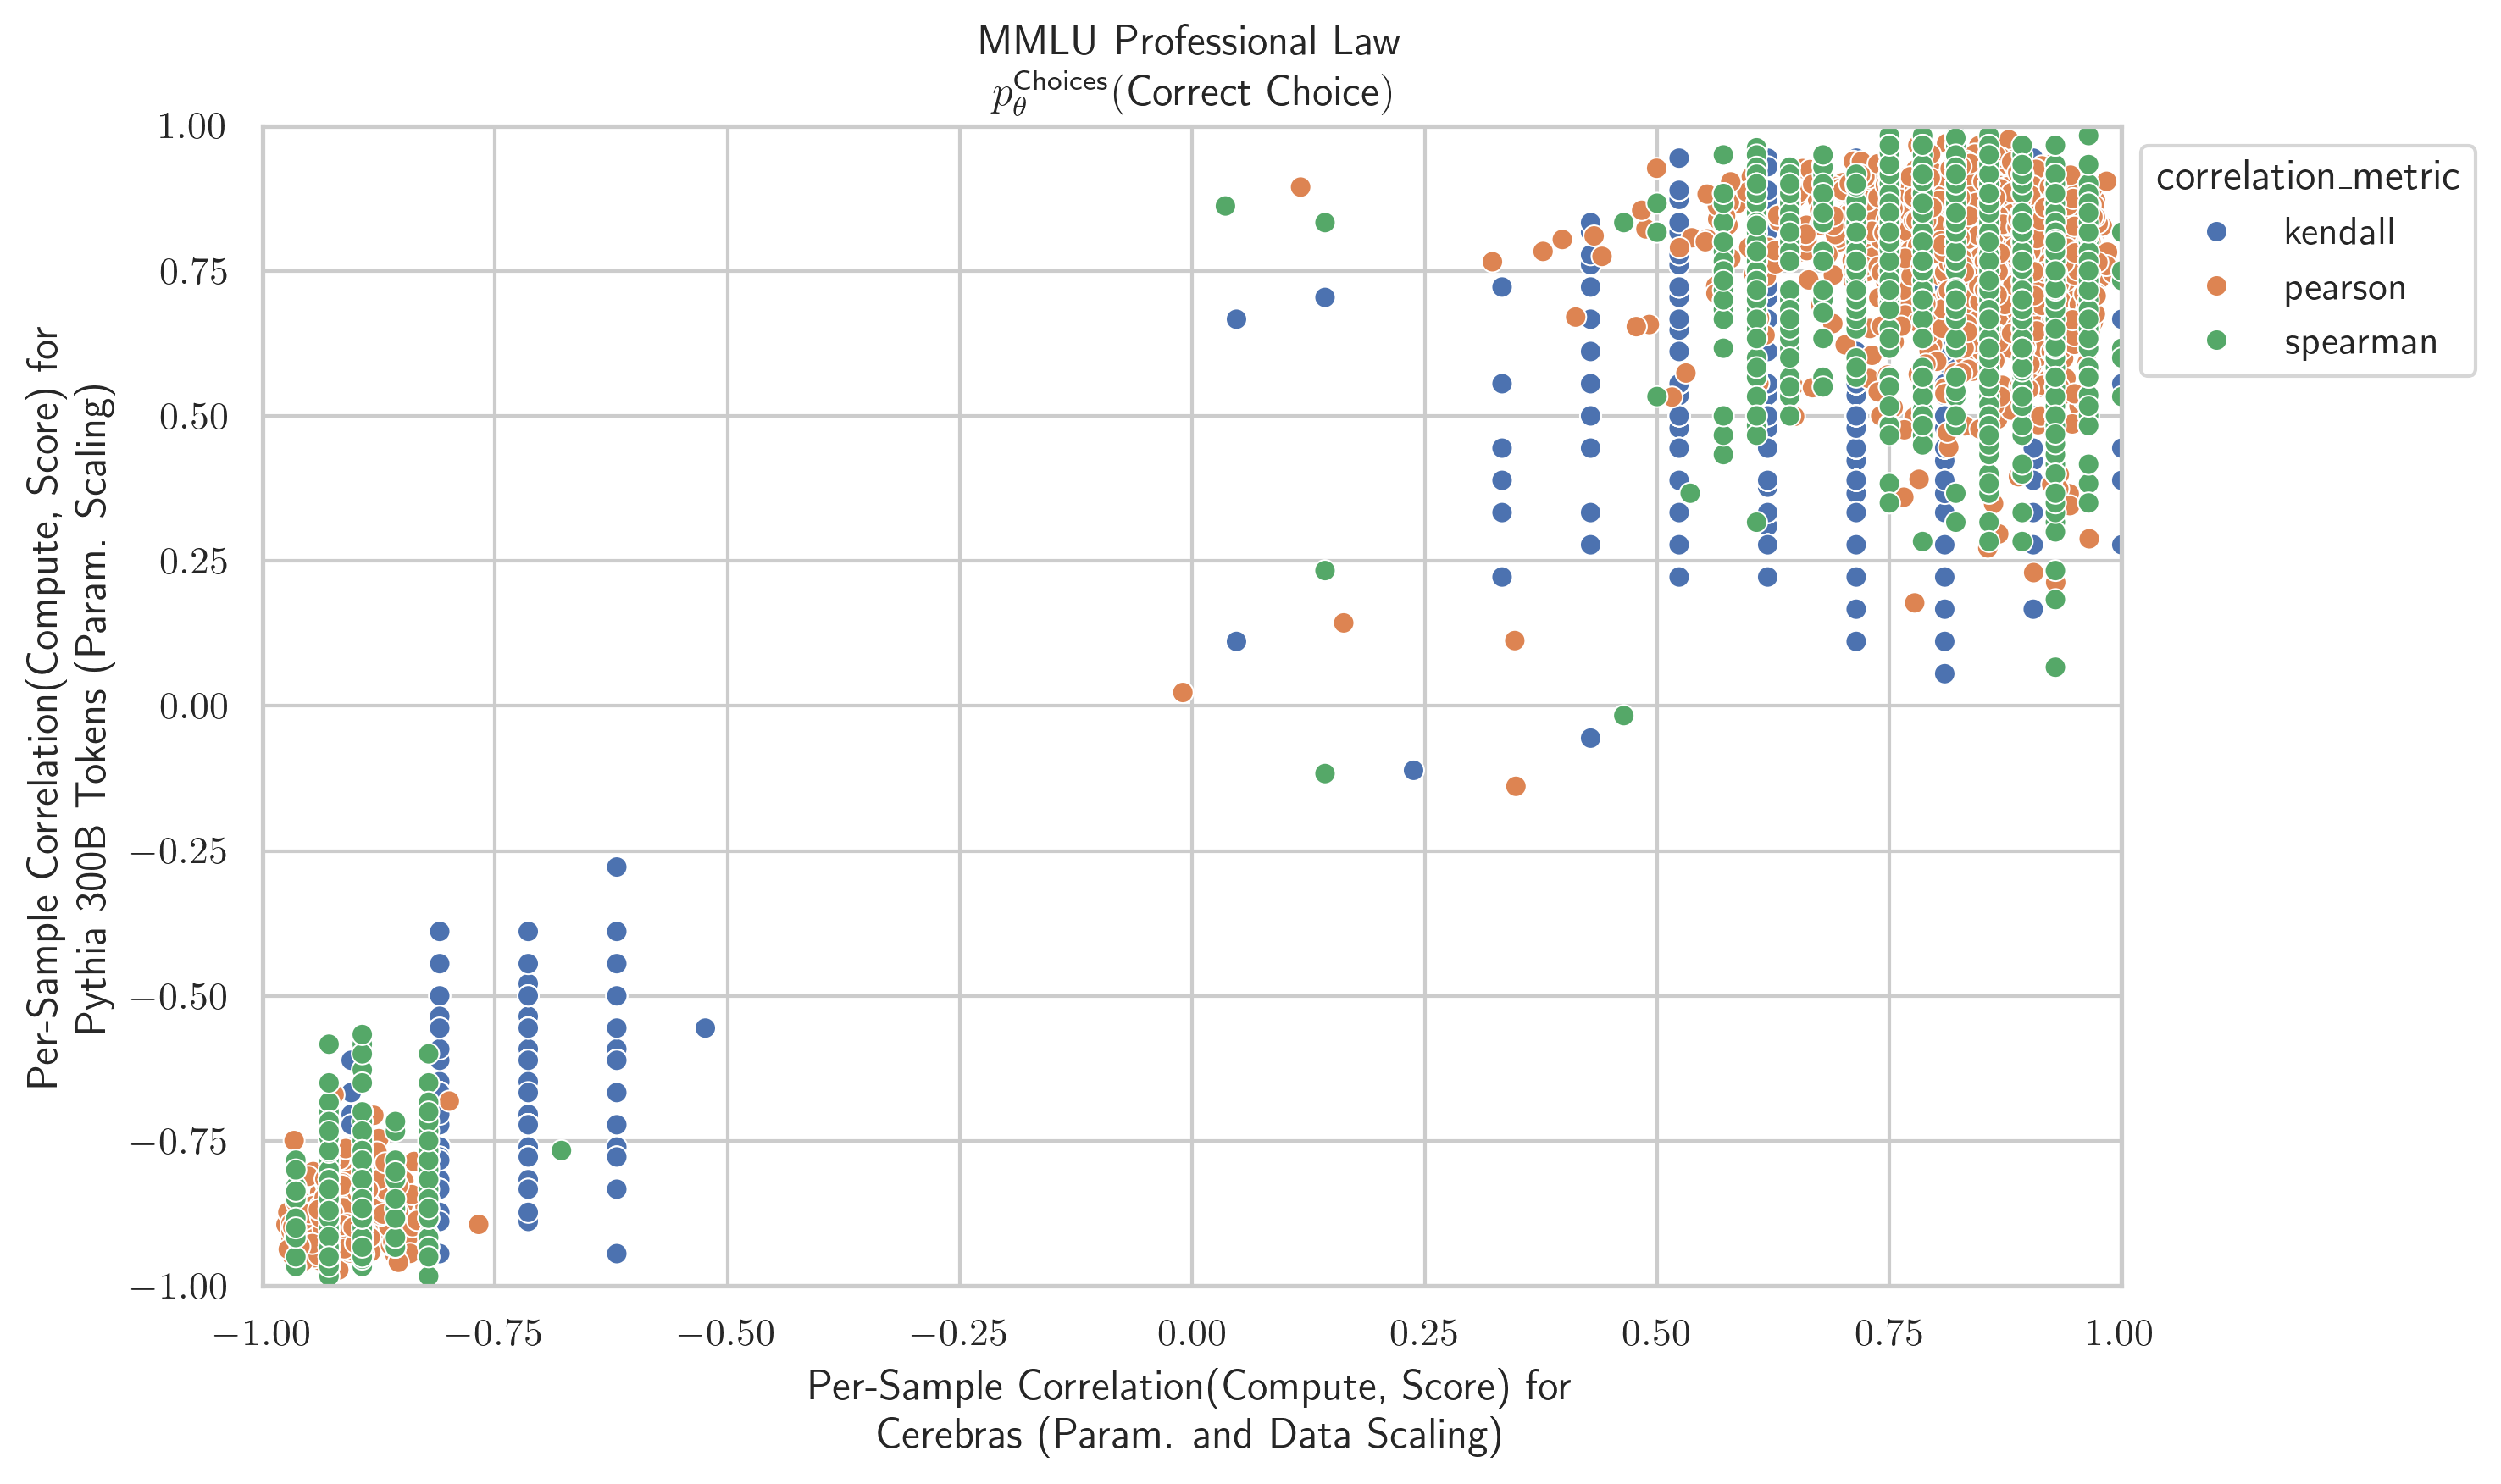 MMLU Professional Law
p_θ^Choices(Correct Choice)
1.00
0.75
0.50
0.25
0.00
−0.25
−0.50
−0.75
−1.00
Per-Sample Correlation(Compute, Score) for
Pythia 300B Tokens (Param. Scaling)
correlation_metric
kendall
pearson
spearman
−1.00 −0.75 −0.50 −0.25 0.00 0.25 0.50 0.75 1.00
Per-Sample Correlation(Compute, Score) for
Cerebras (Param. and Data Scaling)